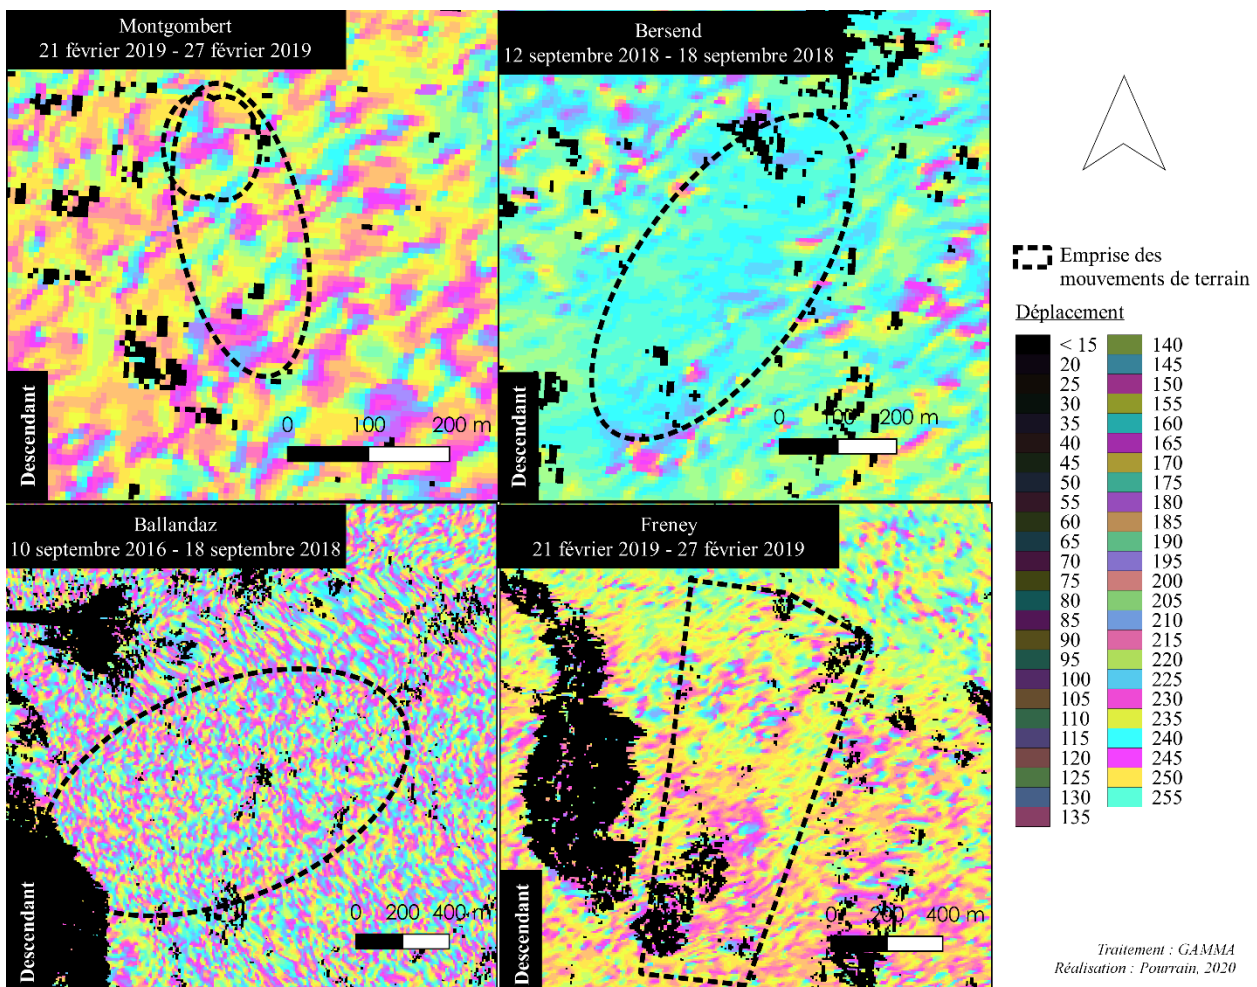 Montgombert
21 février 2019 - 27 février 2019
Descendant
0 100 200 m
Bersend
12 septembre 2018 - 18 septembre 2018
Descendant
0 100 200 m
Ballandaz
10 septembre 2016 - 18 septembre 2018
Descendant
0 200 400 m
Freney
21 février 2019 - 27 février 2019
Descendant
0 200 400 m
Emprise des
mouvements de terrain
Déplacement
< 15 140
20 145
25 150
30 155
35 160
40 165
45 170
50 175
55 180
60 185
65 190
70 195
75 200
80 205
85 210
90 215
95 220
100 225
105 230
110 235
115 240
120 245
125 250
130 255
135
Traitement : GAMMA
Réalisation : Pourrain, 2020